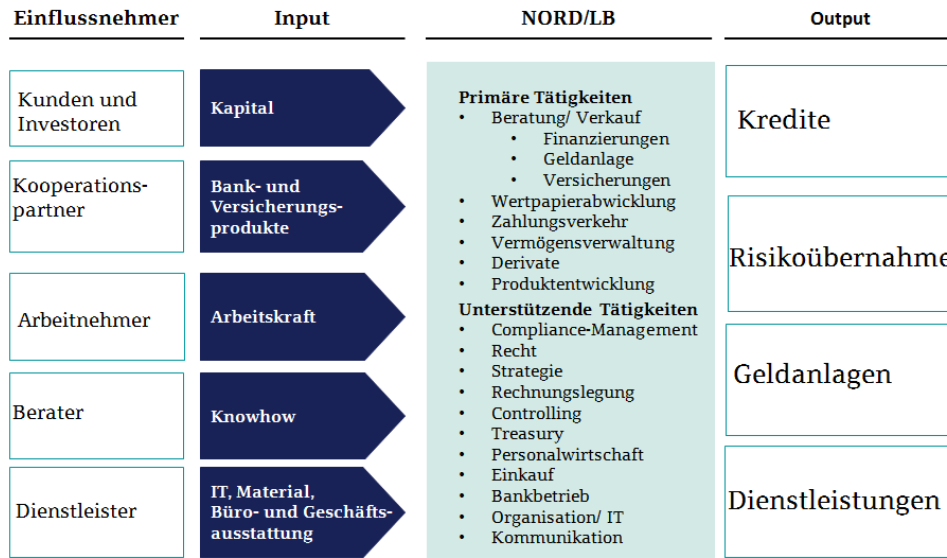 Einflussnehmer
Input
NORD/LB
Output
Kunden und
Investoren
Kapital
Kooperations-
partner
Bank- und
Versicherungs-
produkte
Arbeitnehmer
Arbeitskraft
Berater
Knowhow
Dienstleister
IT, Material,
Büro- und Geschäfts-
ausstattung
Primäre Tätigkeiten
• Beratung/ Verkauf
• Finanzierungen
• Geldanlage
• Versicherungen
• Wertpapierabwicklung
• Zahlungsverkehr
• Vermögensverwaltung
• Derivate
• Produktentwicklung
Unterstützende Tätigkeiten
• Compliance-Management
• Recht
• Strategie
• Rechnungslegung
• Controlling
• Treasury
• Personalwirtschaft
• Einkauf
• Bankbetrieb
• Organisation/ IT
• Kommunikation
Kredite
Risikoübernahme
Geldanlagen
Dienstleistungen